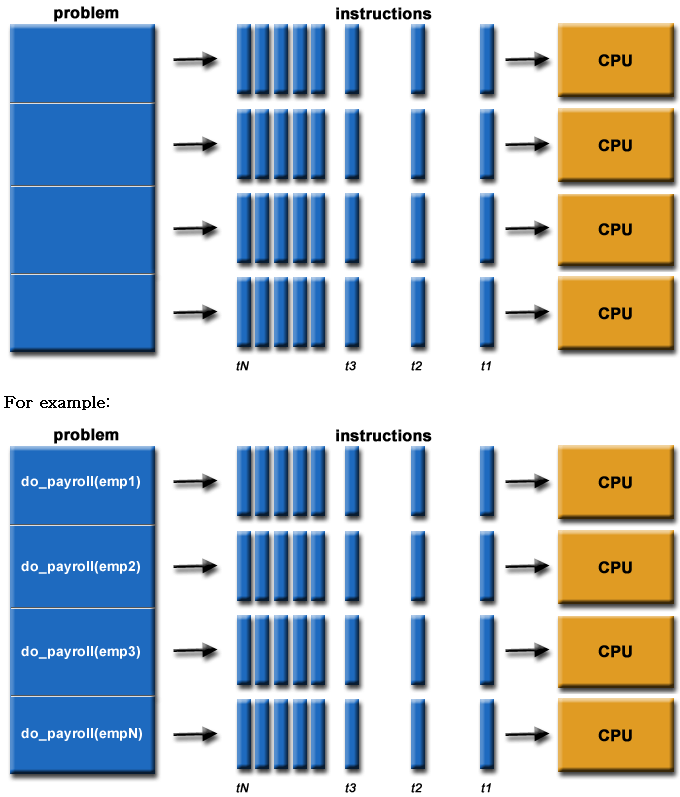 problem instructions
CPU
CPU
CPU
CPU
tN t3 t2 t1
For example:
problem instructions
do_payroll(emp1) CPU
do_payroll(emp2) CPU
do_payroll(emp3) CPU
do_payroll(empN) CPU
tN t3 t2 t1